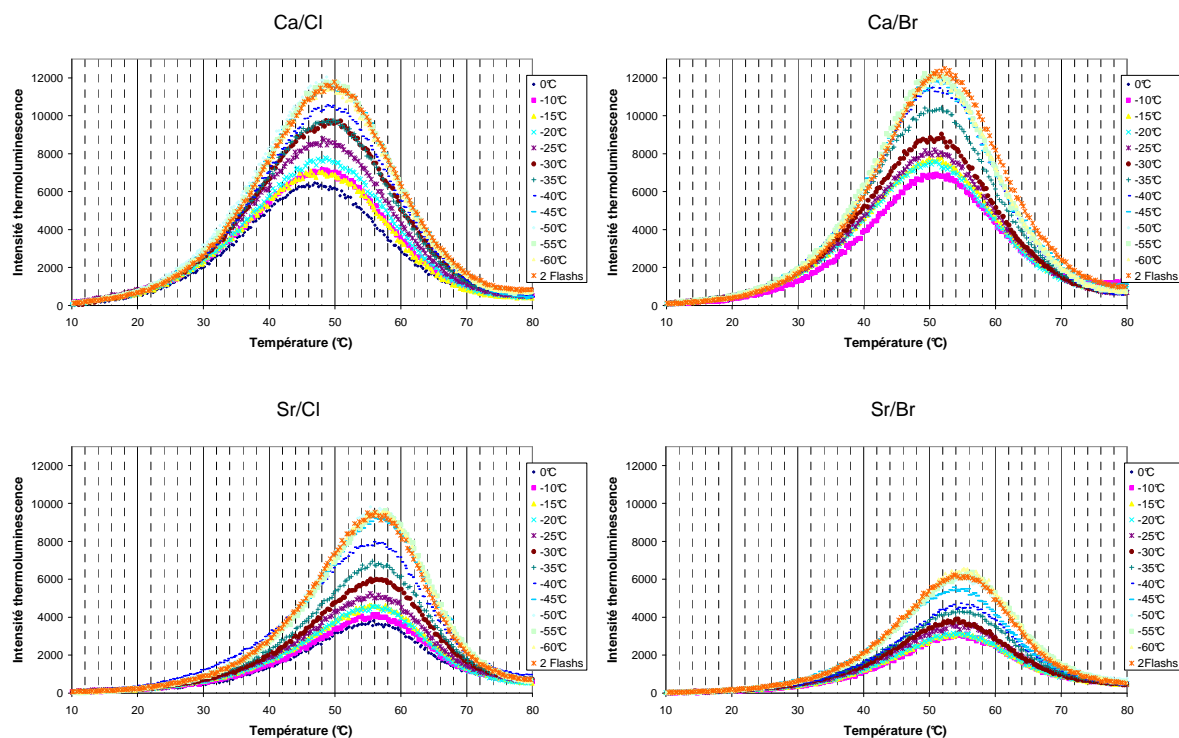 Ca/Cl
Intensité thermoluminescence
12000
10000
8000
6000
4000
2000
0
10 20 30 40 50 60 70 80
Température (°C)
0°C
-10°C
-15°C
-20°C
-25°C
-30°C
-35°C
-40°C
-45°C
-50°C
-55°C
-60°C
2 Flashs
Ca/Br
Intensité thermoluminescence
12000
10000
8000
6000
4000
2000
0
10 20 30 40 50 60 70 80
Température (°C)
0°C
-10°C
-15°C
-20°C
-25°C
-30°C
-35°C
-40°C
-45°C
-50°C
-55°C
-60°C
2 Flashs
Sr/Cl
Intensité thermoluminescence
12000
10000
8000
6000
4000
2000
0
10 20 30 40 50 60 70 80
Température (°C)
0°C
-10°C
-15°C
-20°C
-25°C
-30°C
-35°C
-40°C
-45°C
-50°C
-55°C
-60°C
2 Flashs
Sr/Br
Intensité thermoluminescence
12000
10000
8000
6000
4000
2000
0
10 20 30 40 50 60 70 80
Température (°C)
0°C
-10°C
-15°C
-20°C
-25°C
-30°C
-35°C
-40°C
-45°C
-50°C
-55°C
-60°C
2Flashs